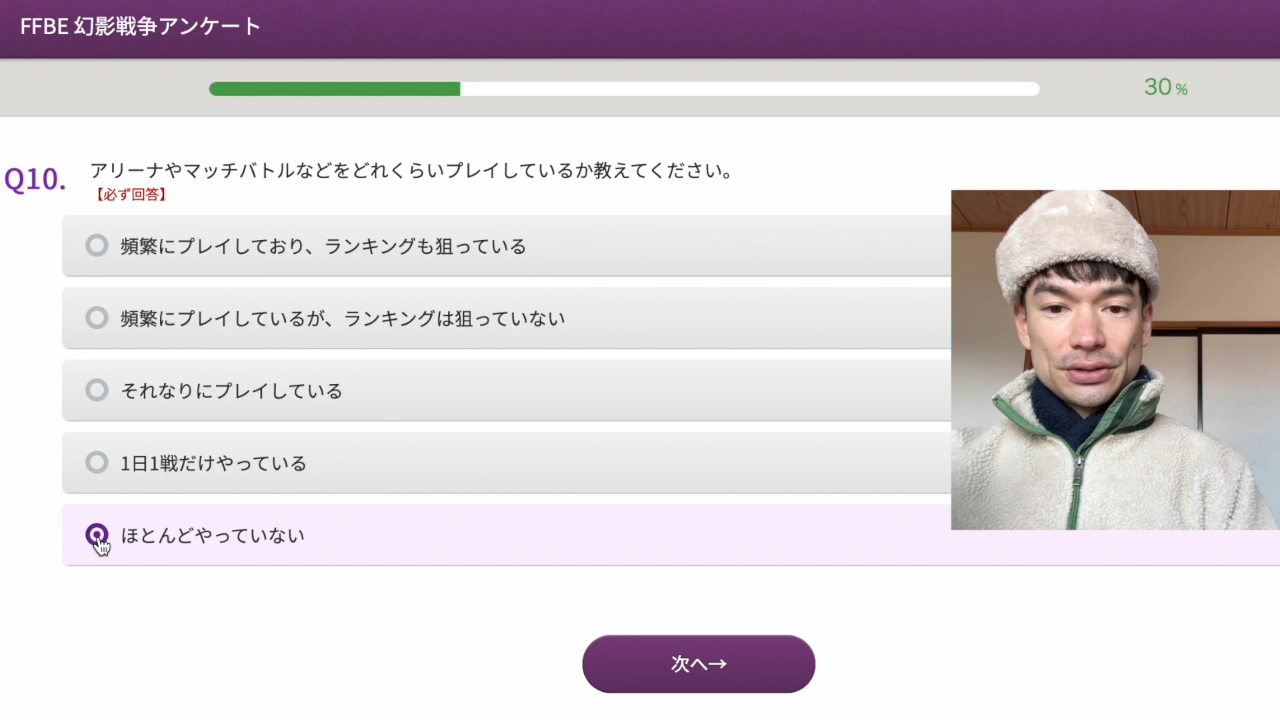 FFBE 幻影戦争アンケート
30 %
Q10. アリーナやマッチバトルなどをどれくらいプレイしているか教えてください。
【必ず回答】
頻繁にプレイしており、ランキングも狙っている
頻繁にプレイしているが、ランキングは狙っていない
それなりにプレイしている
1日1戦だけやっている
ほとんどやっていない
次へ→